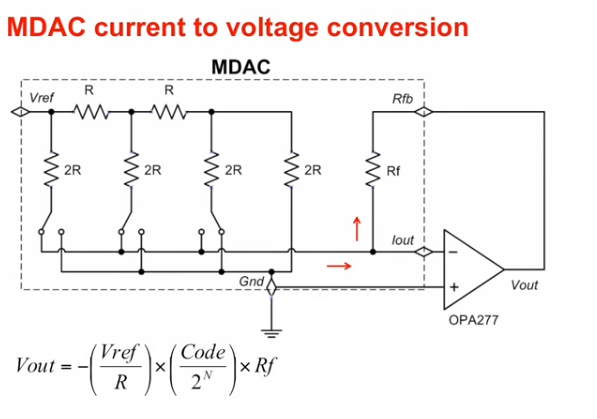 MDAC current to voltage conversion
MDAC
Vref
R
R
Rfb
2R
2R
2R
2R
Rf
Iout
−
Gnd
+
Vout
OPA277
Vout = −(Vref / R) × (Code / 2^N) × Rf